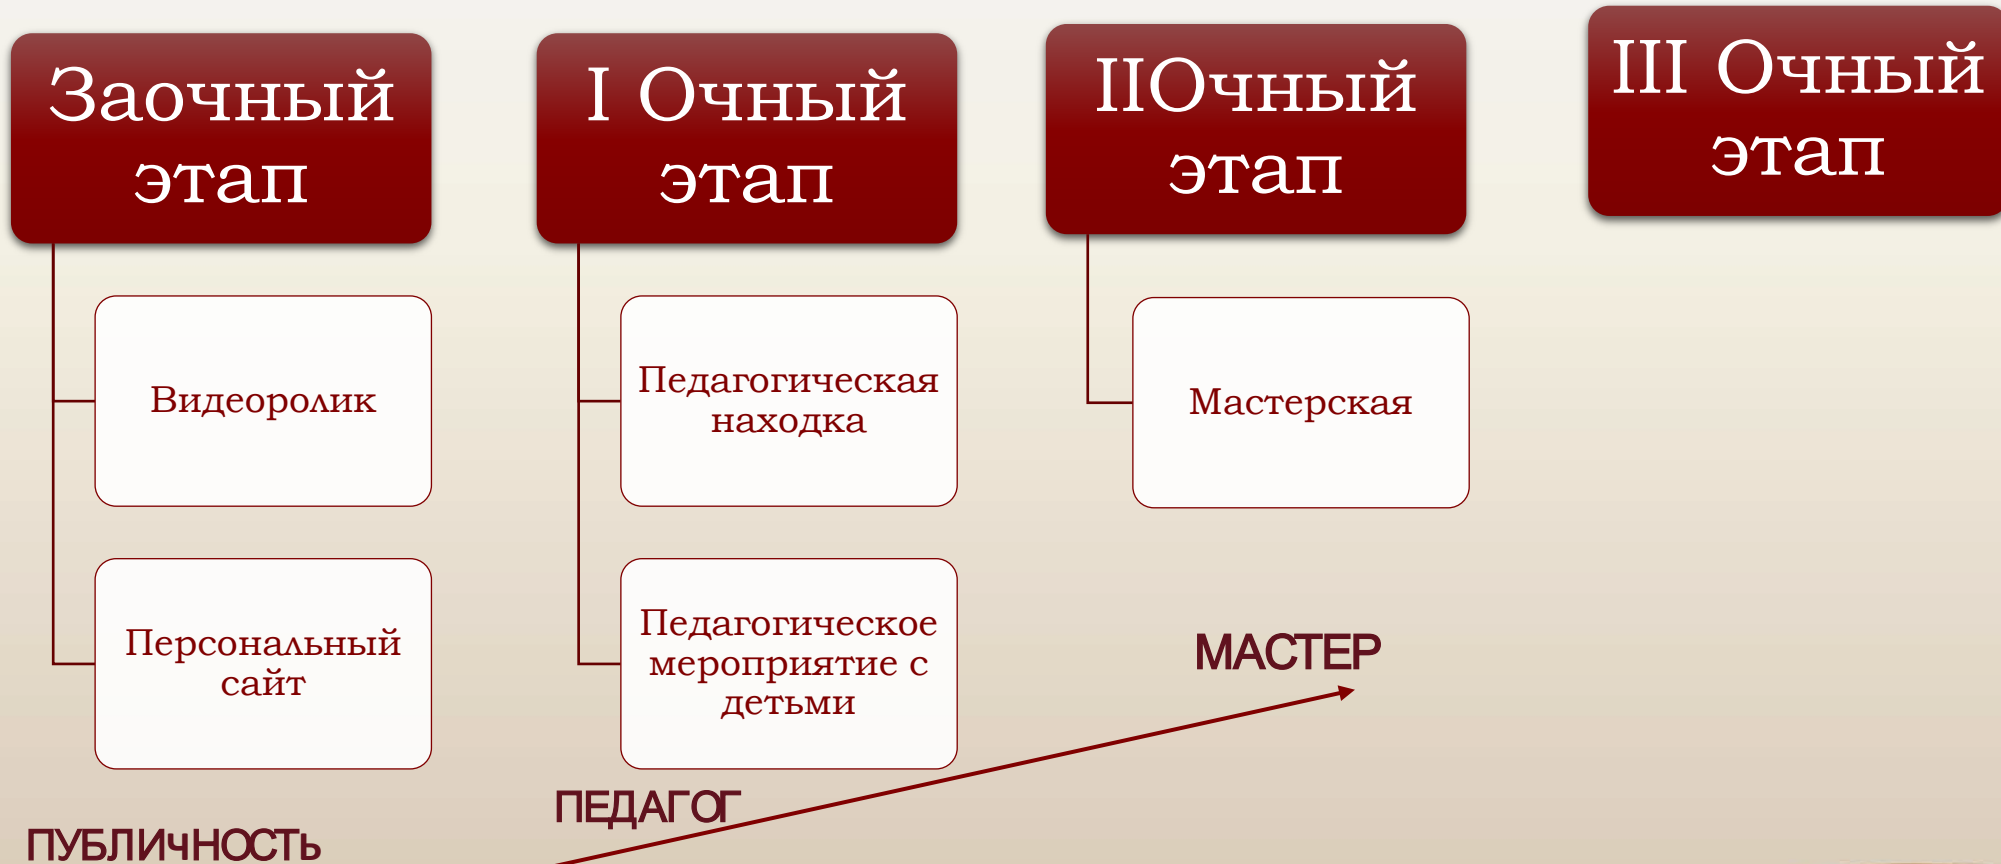 Заочный
этап
Видеоролик
Персональный
сайт
I Очный
этап
Педагогическая
находка
Педагогическое
мероприятие с
детьми
IIОчный
этап
Мастерская
III Очный
этап
ПУБЛИЧНОСТЬ
ПЕДАГОГ
МАСТЕР